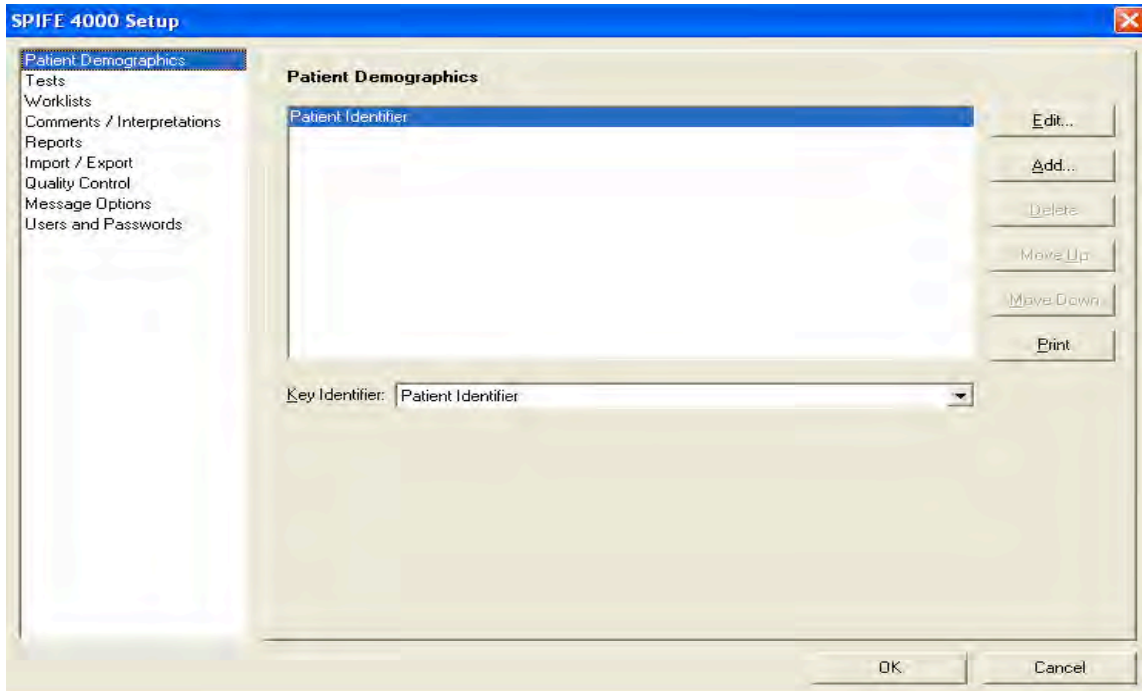 SPIFE 4000 Setup
Patient Demographics
Tests
Worklists
Comments / Interpretations
Reports
Import / Export
Quality Control
Message Options
Users and Passwords
Patient Demographics
Patient Identifier
Edit...
Add...
Delete
Move Up
Move Down
Print
Key Identifier: Patient Identifier
OK
Cancel